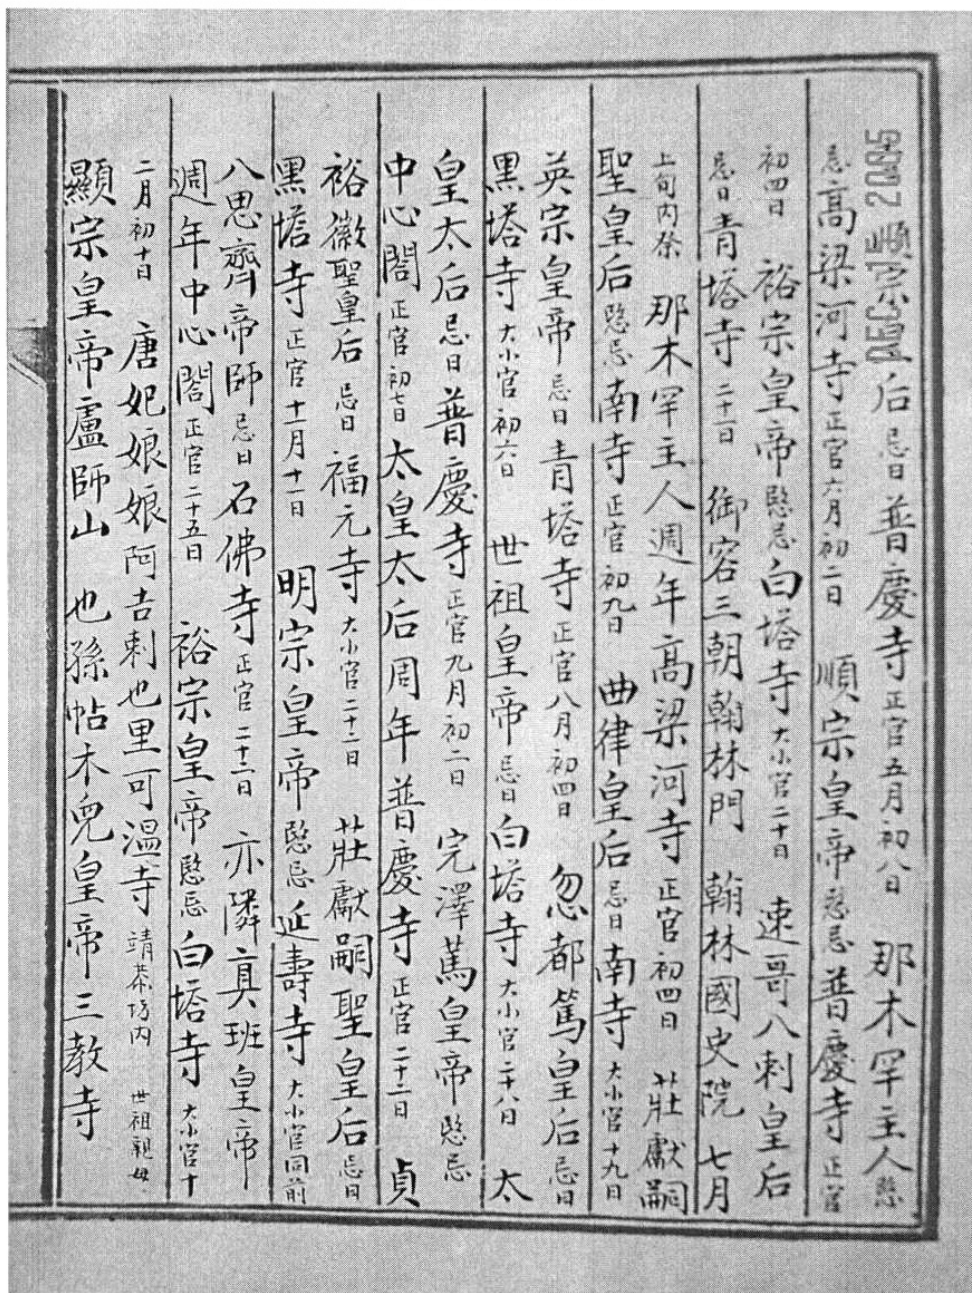 DEC 15 2005
順宗皇后忌日普慶寺正官五月初八日 那木罕主人愍
忌高梁河寺正官六月初二日 順宗皇帝愍忌普慶寺正官
初四日 裕宗皇帝愍忌白塔寺大小官二十日 速哥八剌皇后
忌日青塔寺二十一日 御容三朝翰林門 翰林國史院 七月
上旬内祭 那木罕主人週年高梁河寺正官初四日 莊獻嗣
聖皇后愍忌南寺正官初九日 曲律皇后忌日南寺大小官十九日
英宗皇帝忌日青塔寺正官八月初四日 忽都篤皇后忌日
黑塔寺大小官初六日 世祖皇帝忌日白塔寺大小官二十八日 太
皇太后忌日普慶寺正官九月初二日 完澤篤皇帝愍忌
中心閣正官初七日 太皇太后周年普慶寺正官二十二日 貞
裕徽聖皇后忌日福元寺大小官二十二日 莊獻嗣聖皇后忌日
黑塔寺正官十一月十一日 明宗皇帝愍忌延壽寺大小官同前
八思齊帝師忌日石佛寺正官二十二日 亦隣真班皇帝
週年中心閣正官二十五日 裕宗皇帝愍忌白塔寺大小官十
二月初十日 唐妃娘娘阿吉剌也里可溫寺靖恭坊内 世祖親母
顯宗皇帝盧師山 也孫帖木兒皇帝三教寺